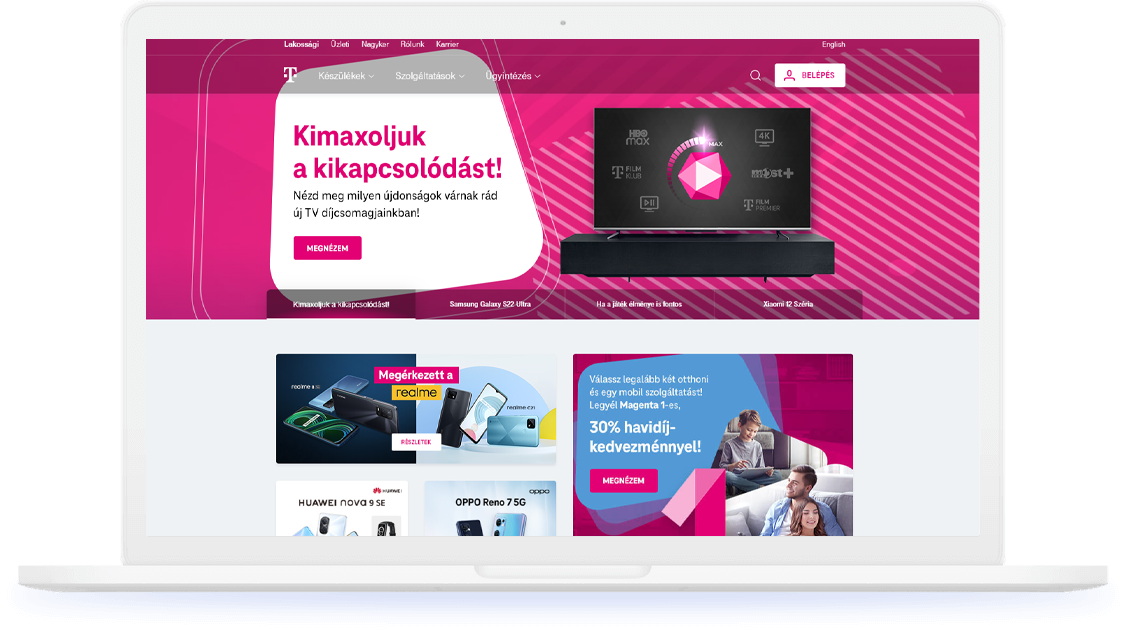 Lakossági Üzleti Nagyker Rólunk Karrier English
T Készülékek Szolgáltatások Ügyintézés BELÉPÉS
Kimaxoljuk
a kikapcsolódást!
Nézd meg milyen újdonságok várnak rád
új TV díjcsomagjainkban!
MEGNÉZEM
HBO
max
MAX
4K
T FILM
KLUB
T FILM
PREMIER
Kimaxoljuk a kikapcsolódást! Samsung Galaxy S22 Ultra Ha a játék élménye is fontos Xiaomi 12 Széria
Megérkezett a
realme
realme 8
realme C21
RÉSZLETEK
Válassz legalább két otthoni
és egy mobil szolgáltatást!
Legyél Magenta 1-es,
30% havidíj-
kedvezménnyel!
MEGNÉZEM
HUAWEI
HUAWEI nova 9 SE
oppo
OPPO Reno 7 5G